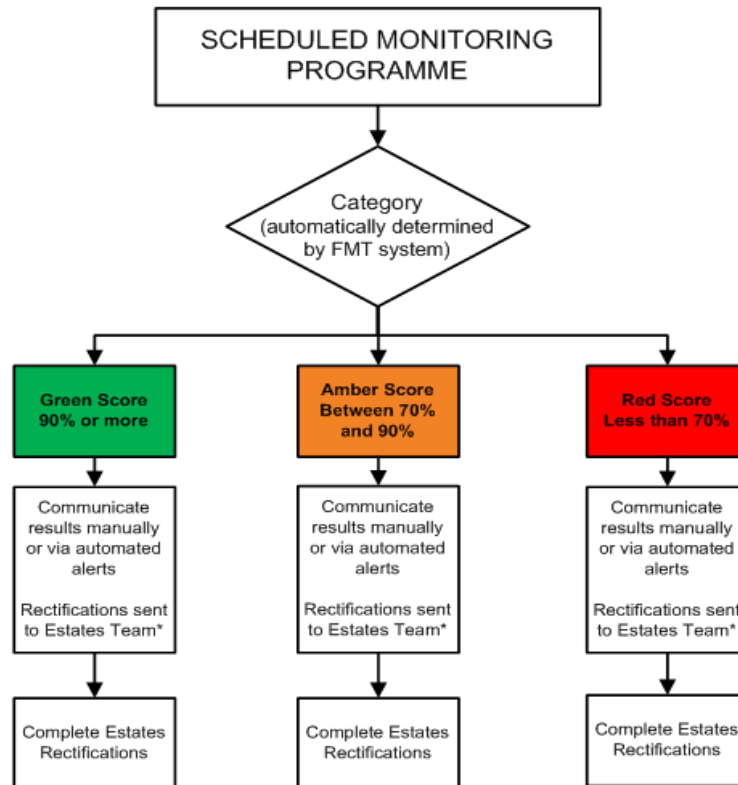 SCHEDULED MONITORING
PROGRAMME
Category
(automatically determined
by FMT system)
Green Score
90% or more
Amber Score
Between 70%
and 90%
Red Score
Less than 70%
Communicate
results manually
or via automated
alerts
Rectifications sent
to Estates Team*
Communicate
results manually
or via automated
alerts
Rectifications sent
to Estates Team*
Communicate
results manually
or via automated
alerts
Rectifications sent
to Estates Team*
Complete Estates
Rectifications
Complete Estates
Rectifications
Complete Estates
Rectifications